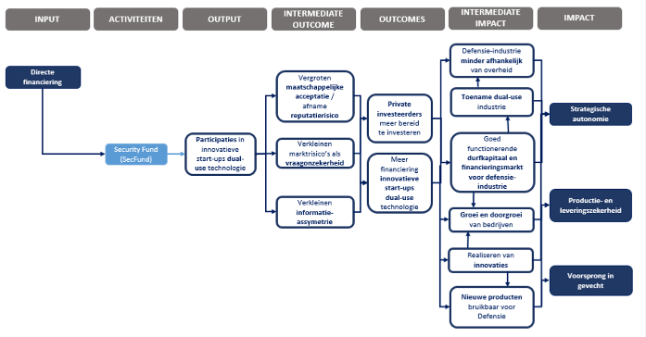 INPUT
ACTIVITEITEN
OUTPUT
INTERMEDIATE
OUTCOME
OUTCOMES
INTERMEDIATE
IMPACT
IMPACT
Directe
financiering
Security Fund
(SecFund)
Participaties in
innovatieve
start-ups dual-
use technologie
Vergroten
maatschappelijke
acceptatie /
afname
reputatierisico
Verkleinen
marktrisico's als
vraagonzekerheid
Verkleinen
informatie-
assymetrie
Private
investeerders
meer bereid
te investeren
Meer
financiering
innovatieve
start-ups
dual-use
technologie
Defensie-industrie
minder afhankelijk
van overheid
Toename dual-use
industrie
Goed
functionerende
durfkapitaal en
financieringsmarkt
voor defensie-
industrie
Groei en doorgroei
van bedrijven
Realiseren van
innovaties
Nieuwe producten
bruikbaar voor
Defensie
Strategische
autonomie
Productie- en
leveringszekerheid
Voorsprong in
gevecht